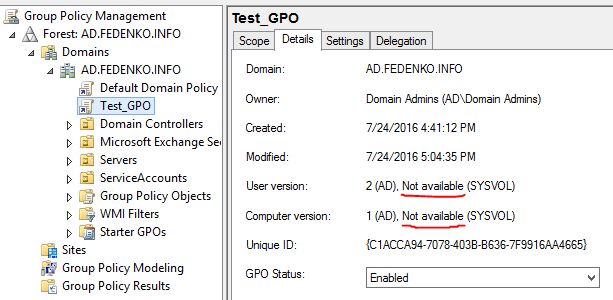 Group Policy Management
Forest: AD.FEDENKO.INFO
Domains
AD.FEDENKO.INFO
Default Domain Policy
Test_GPO
Domain Controllers
Microsoft Exchange Sec
Servers
ServiceAccounts
Group Policy Objects
WMI Filters
Starter GPOs
Sites
Group Policy Modeling
Group Policy Results
Test_GPO
Scope Details Settings Delegation
Domain: AD.FEDENKO.INFO
Owner: Domain Admins (AD\Domain Admins)
Created: 7/24/2016 4:41:12 PM
Modified: 7/24/2016 5:04:35 PM
User version: 2 (AD), Not available (SYSVOL)
Computer version: 1 (AD), Not available (SYSVOL)
Unique ID: {C1ACCA94-7078-403B-B636-7F9916AA4665}
GPO Status: Enabled